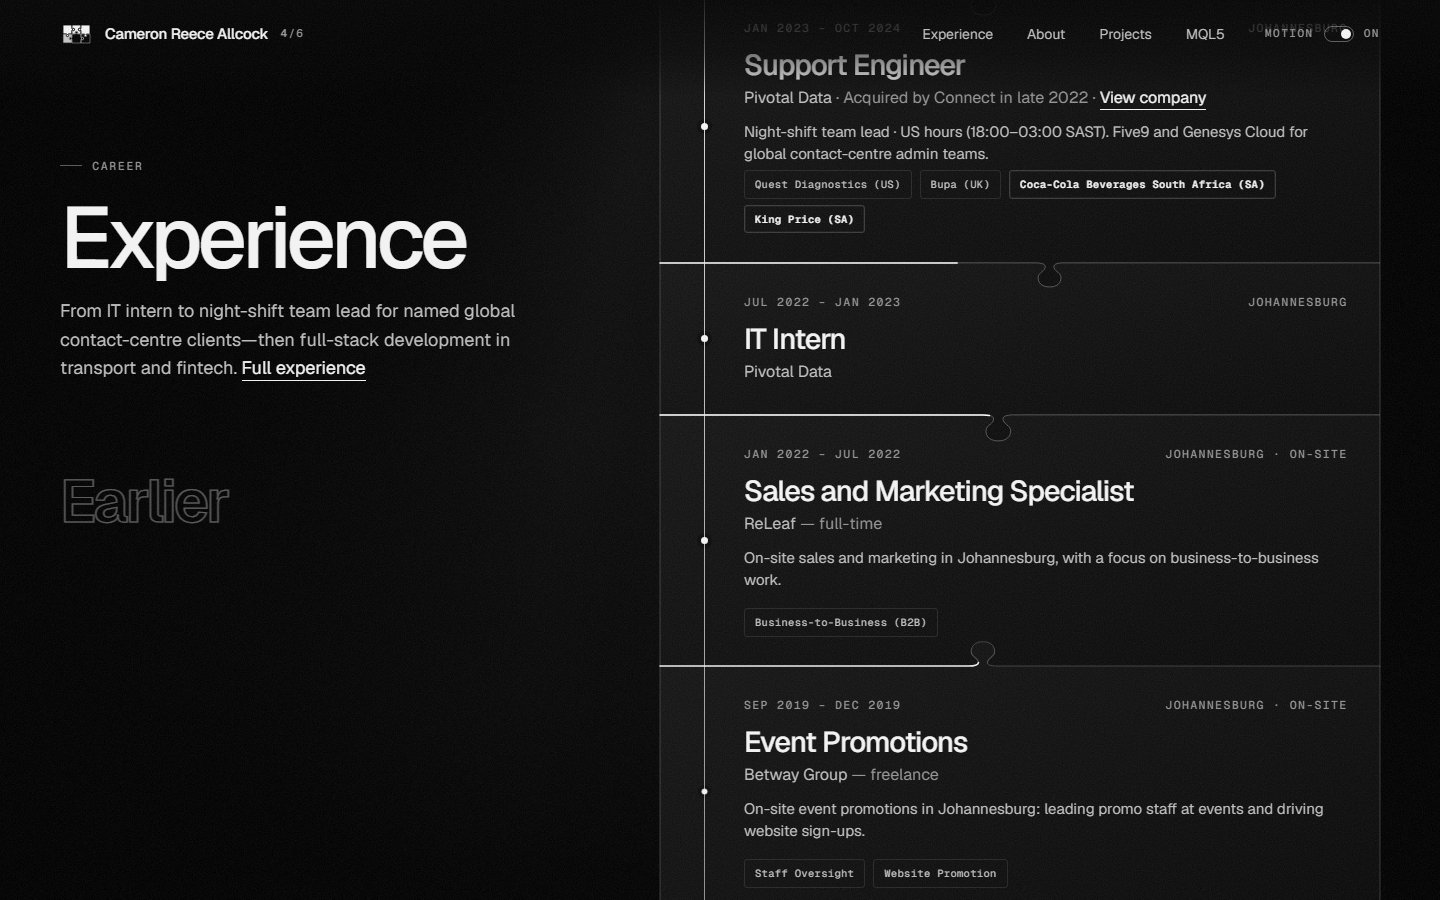 Cameron Reece Allcock 4/6
Experience About Projects MQL5 MOTION ON
CAREER
Experience
From IT intern to night-shift team lead for named global
contact-centre clients—then full-stack development in
transport and fintech. Full experience
Earlier
JAN 2023 – OCT 2024 JOHANNESBURG
Support Engineer
Pivotal Data · Acquired by Connect in late 2022 · View company
Night-shift team lead · US hours (18:00–03:00 SAST). Five9 and Genesys Cloud for
global contact-centre admin teams.
Quest Diagnostics (US) Bupa (UK) Coca-Cola Beverages South Africa (SA)
King Price (SA)
JUL 2022 – JAN 2023 JOHANNESBURG
IT Intern
Pivotal Data
JAN 2022 – JUL 2022 JOHANNESBURG · ON-SITE
Sales and Marketing Specialist
ReLeaf — full-time
On-site sales and marketing in Johannesburg, with a focus on business-to-business
work.
Business-to-Business (B2B)
SEP 2019 – DEC 2019 JOHANNESBURG · ON-SITE
Event Promotions
Betway Group — freelance
On-site event promotions in Johannesburg: leading promo staff at events and driving
website sign-ups.
Staff Oversight Website Promotion